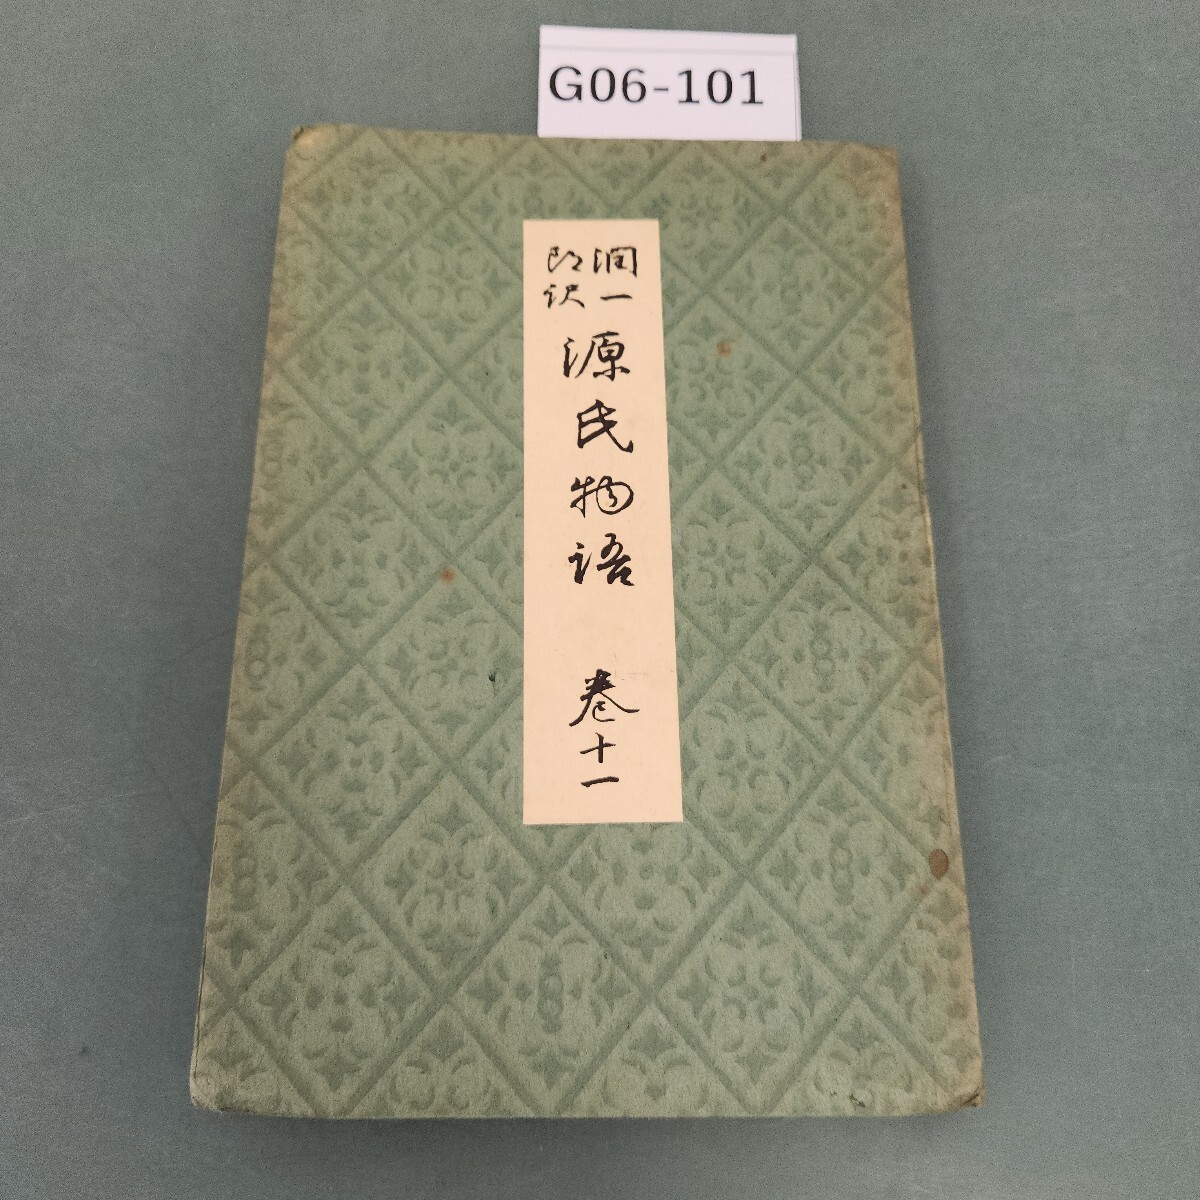 G06-101
潤一
郎訳
源氏物語 巻十一